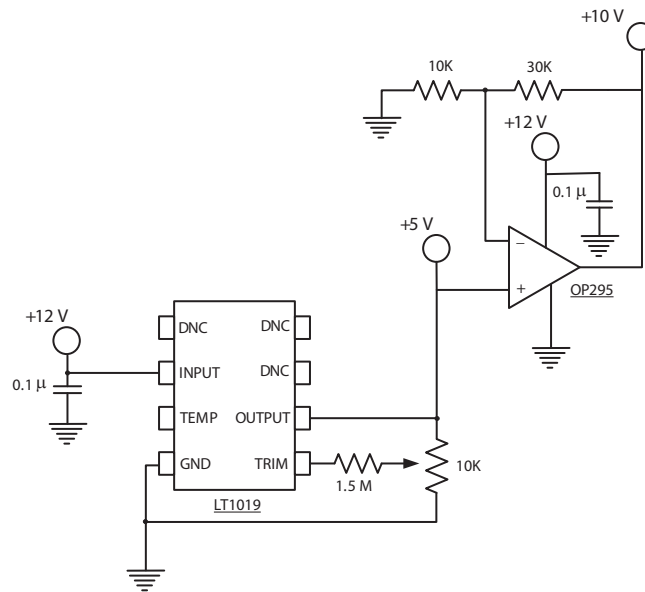 +10 V
10K
30K
+12 V
0.1 µ
+5 V
−
+
OP295
+12 V
DNC
DNC
INPUT
DNC
0.1 µ
TEMP
OUTPUT
GND
TRIM
10K
1.5 M
LT1019